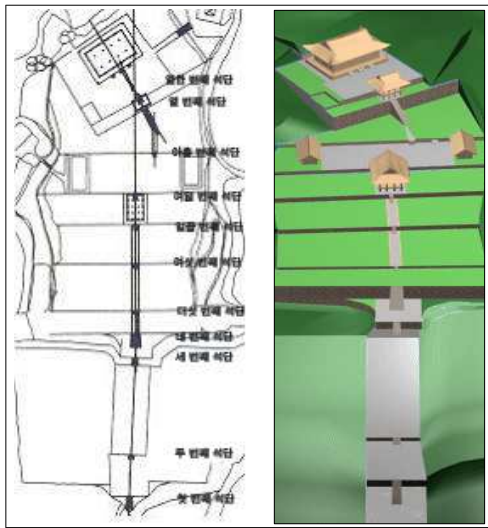 열한 번째 석단
열 번째 석단
아홉 번째 석단
여덟 번째 석단
일곱 번째 석단
여섯 번째 석단
다섯 번째 석단
네 번째 석단
세 번째 석단
두 번째 석단
첫 번째 석단